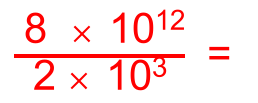 8 × 10¹² =
2 × 10³